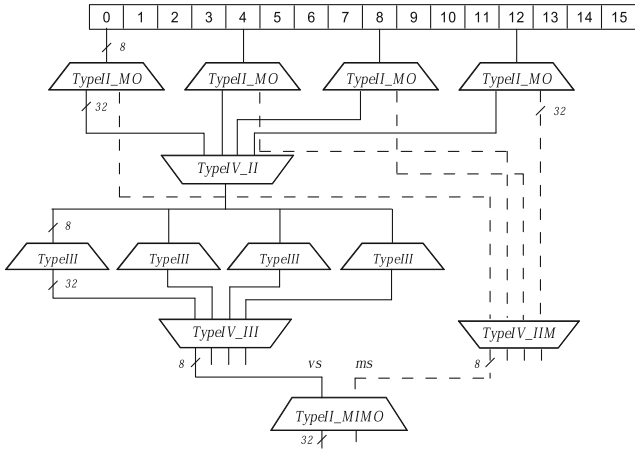 0 1 2 3 4 5 6 7 8 9 10 11 12 13 14 15
8
TypeII_MO TypeII_MO TypeII_MO TypeII_MO
32 32
TypeIV_II
8
TypeIII TypeIII TypeIII TypeIII
32
TypeIV_III TypeIV_IIM
8 vs ms 8
TypeII_MIMO
32